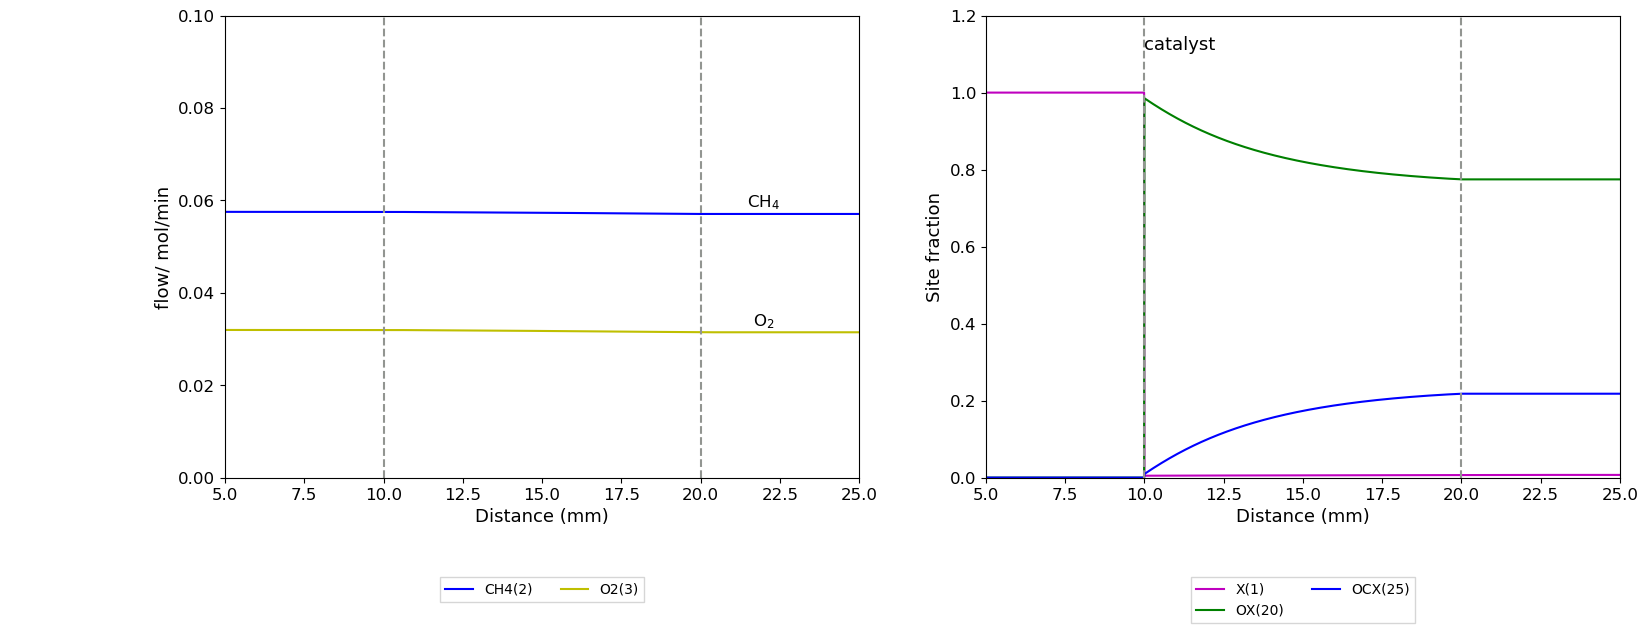 0.10
0.08
0.06
0.04
0.02
0.00
flow/ mol/min
CH₄
O₂
5.0 7.5 10.0 12.5 15.0 17.5 20.0 22.5 25.0
Distance (mm)
CH4(2) O2(3)
1.2
1.0
0.8
0.6
0.4
0.2
0.0
Site fraction
catalyst
5.0 7.5 10.0 12.5 15.0 17.5 20.0 22.5 25.0
Distance (mm)
X(1) OCX(25)
OX(20)